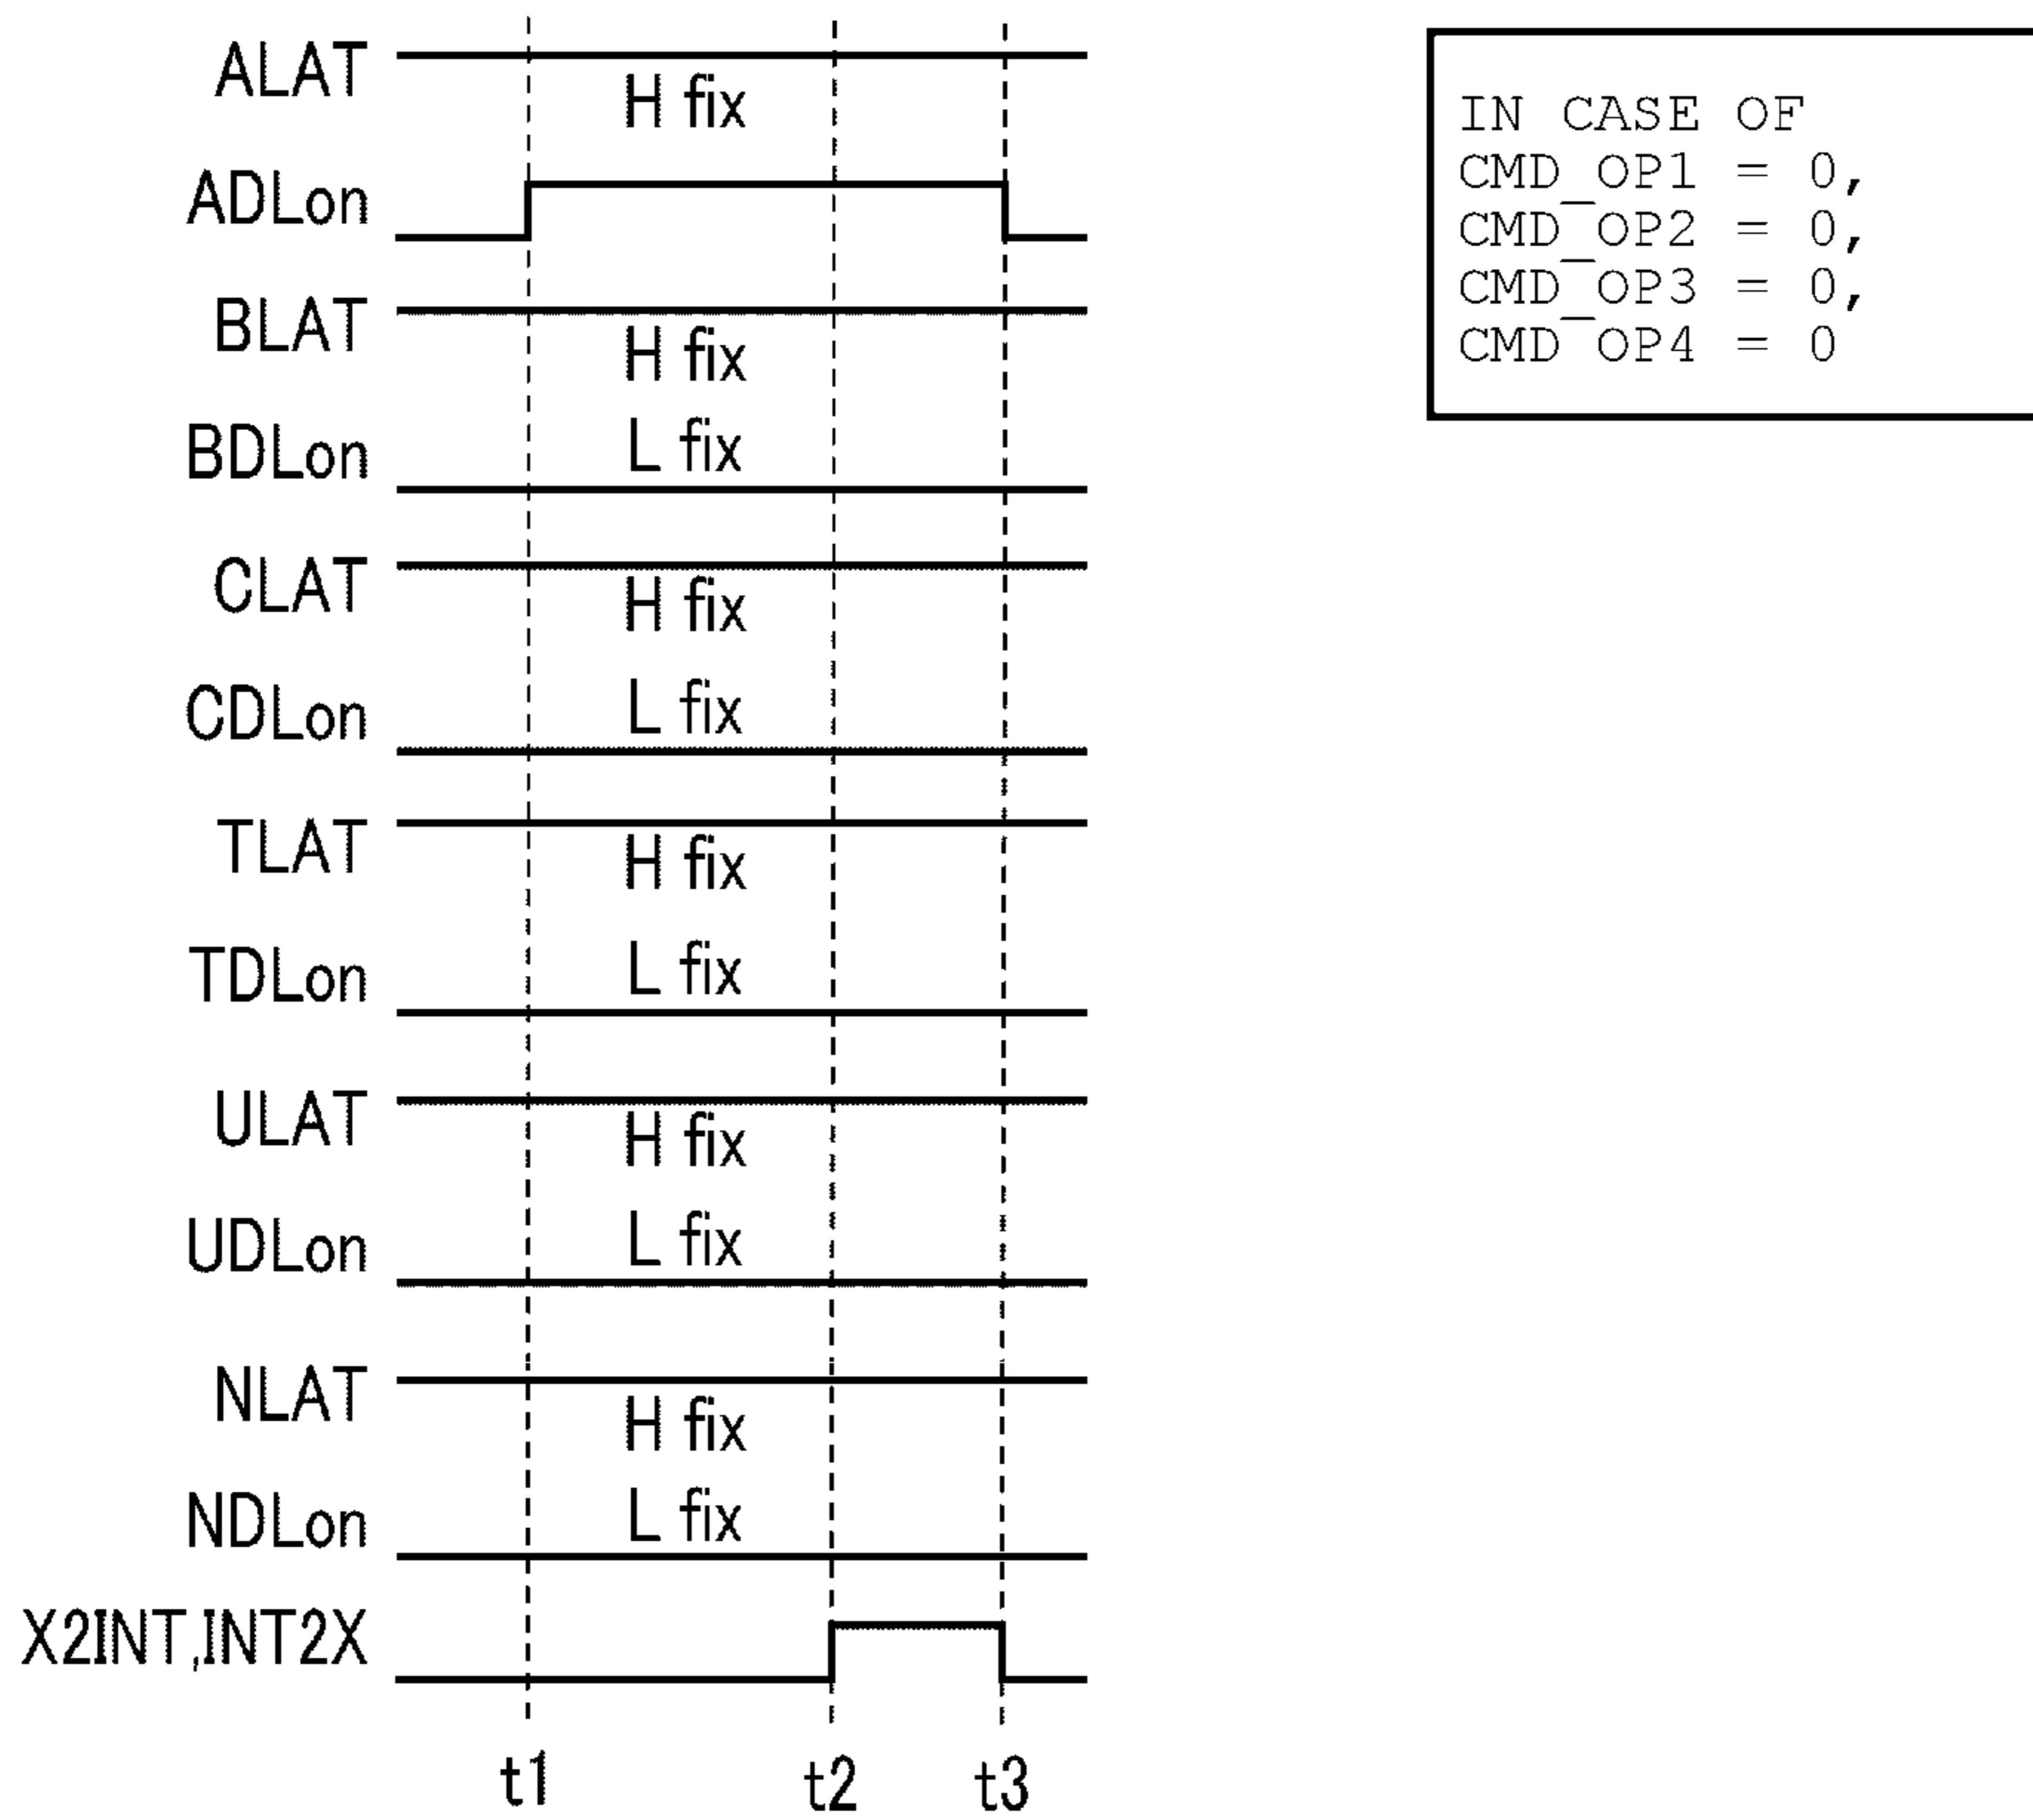 ALAT
H fix
ADLon
BLAT
H fix
BDLon
L fix
CLAT
H fix
CDLon
L fix
TLAT
H fix
TDLon
L fix
ULAT
H fix
UDLon
L fix
NLAT
H fix
NDLon
L fix
X2INT,INT2X
t1
t2
t3
IN CASE OF
CMD_OP1 = 0,
CMD_OP2 = 0,
CMD_OP3 = 0,
CMD_OP4 = 0